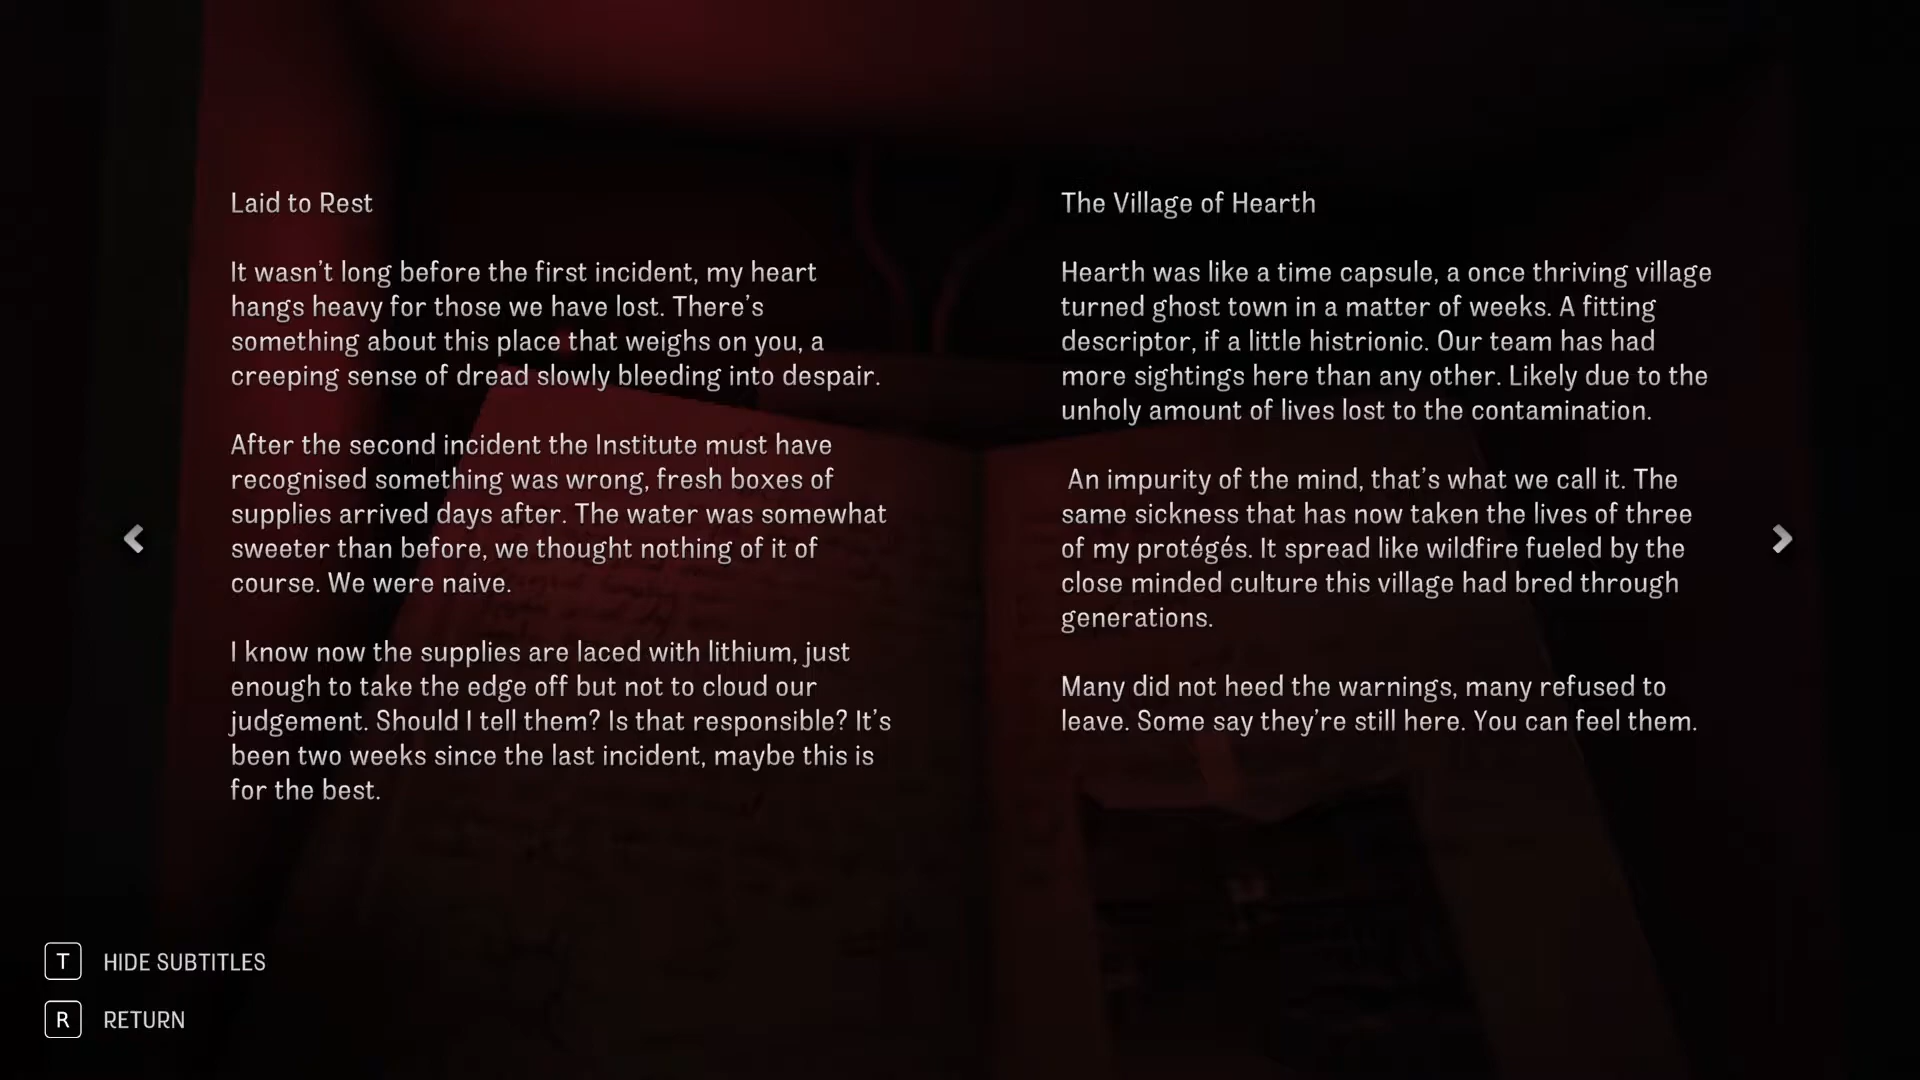 Laid to Rest
It wasn't long before the first incident, my heart
hangs heavy for those we have lost. There's
something about this place that weighs on you, a
creeping sense of dread slowly bleeding into despair.
After the second incident the Institute must have
recognised something was wrong, fresh boxes of
supplies arrived days after. The water was somewhat
sweeter than before, we thought nothing of it of
course. We were naive.
I know now the supplies are laced with lithium, just
enough to take the edge off but not to cloud our
judgement. Should I tell them? Is that responsible? It's
been two weeks since the last incident, maybe this is
for the best.
The Village of Hearth
Hearth was like a time capsule, a once thriving village
turned ghost town in a matter of weeks. A fitting
descriptor, if a little histrionic. Our team has had
more sightings here than any other. Likely due to the
unholy amount of lives lost to the contamination.
An impurity of the mind, that's what we call it. The
same sickness that has now taken the lives of three
of my protégés. It spread like wildfire fueled by the
close minded culture this village had bred through
generations.
Many did not heed the warnings, many refused to
leave. Some say they're still here. You can feel them.
T HIDE SUBTITLES
R RETURN